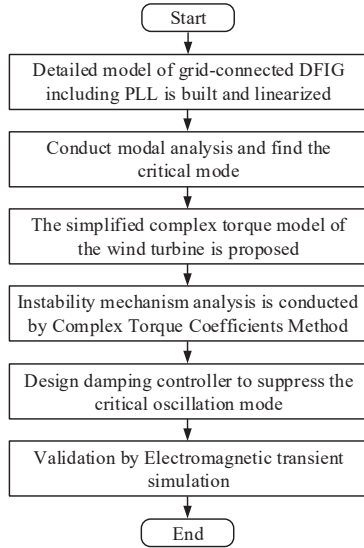 Start
Detailed model of grid-connected DFIG
including PLL is built and linearized
Conduct modal analysis and find the
critical mode
The simplified complex torque model of
the wind turbine is proposed
Instability mechanism analysis is conducted
by Complex Torque Coefficients Method
Design damping controller to suppress the
critical oscillation mode
Validation by Electromagnetic transient
simulation
End